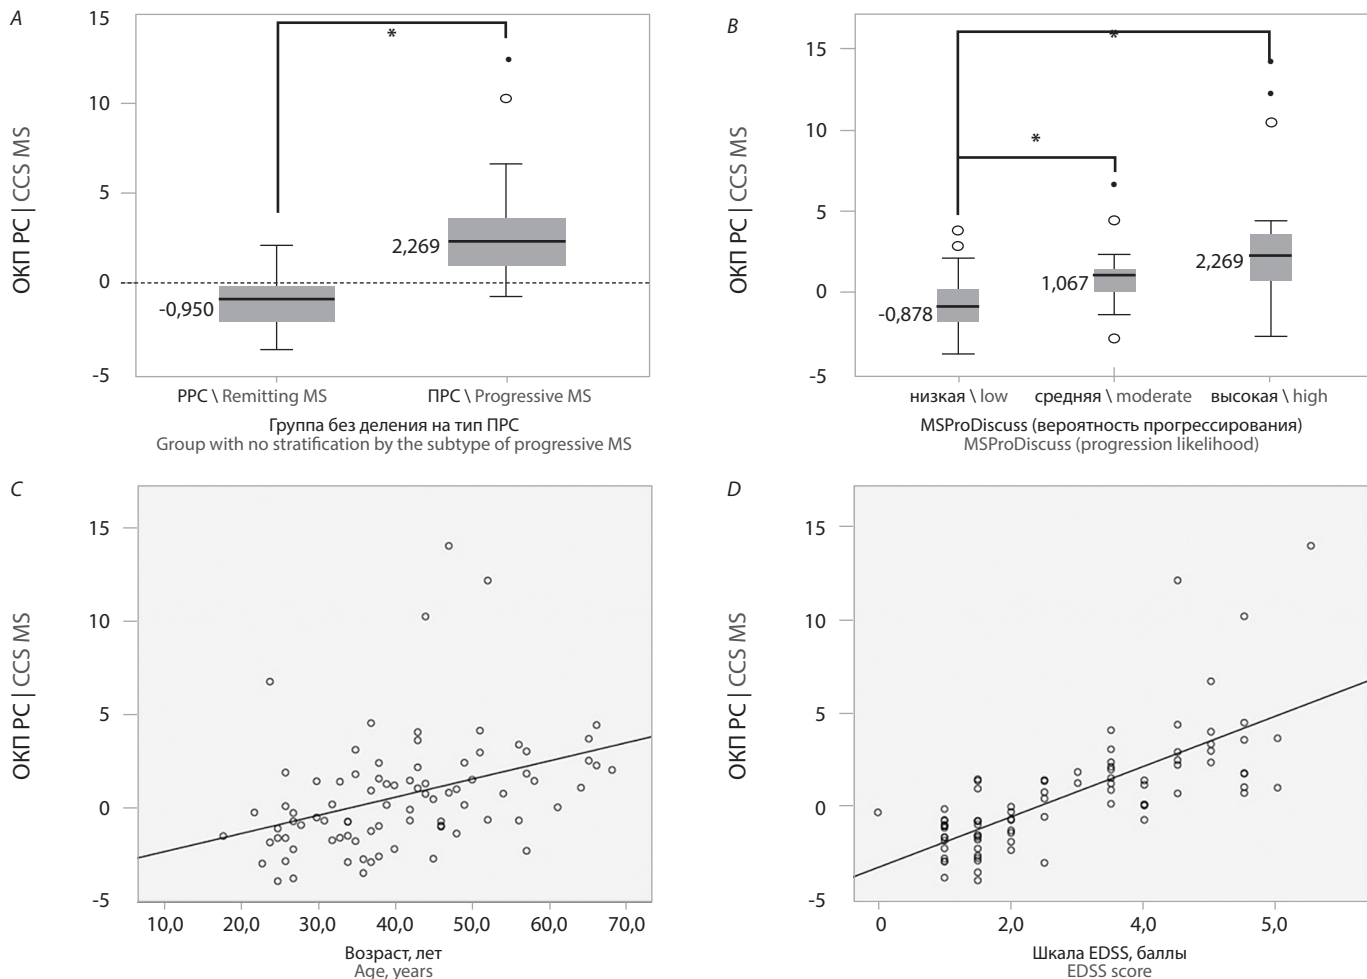 A
ОКП РС | CCS MS
15
10
5
0
-5
*
-0,950
2,269
РРС \ Remitting MS
ПРС \ Progressive MS
Группа без деления на тип ПРС
Group with no stratification by the subtype of progressive MS
B
ОКП РС | CCS MS
15
10
5
0
-5
*
*
-0,878
1,067
2,269
низкая \ low
средняя \ moderate
высокая \ high
MSProDiscuss (вероятность прогрессирования)
MSProDiscuss (progression likelihood)
C
ОКП РС | CCS MS
15
10
5
0
-5
10,0 20,0 30,0 40,0 50,0 60,0 70,0
Возраст, лет
Age, years
D
ОКП РС | CCS MS
15
10
5
0
-5
0 2,0 4,0 5,0
Шкала EDSS, баллы
EDSS score